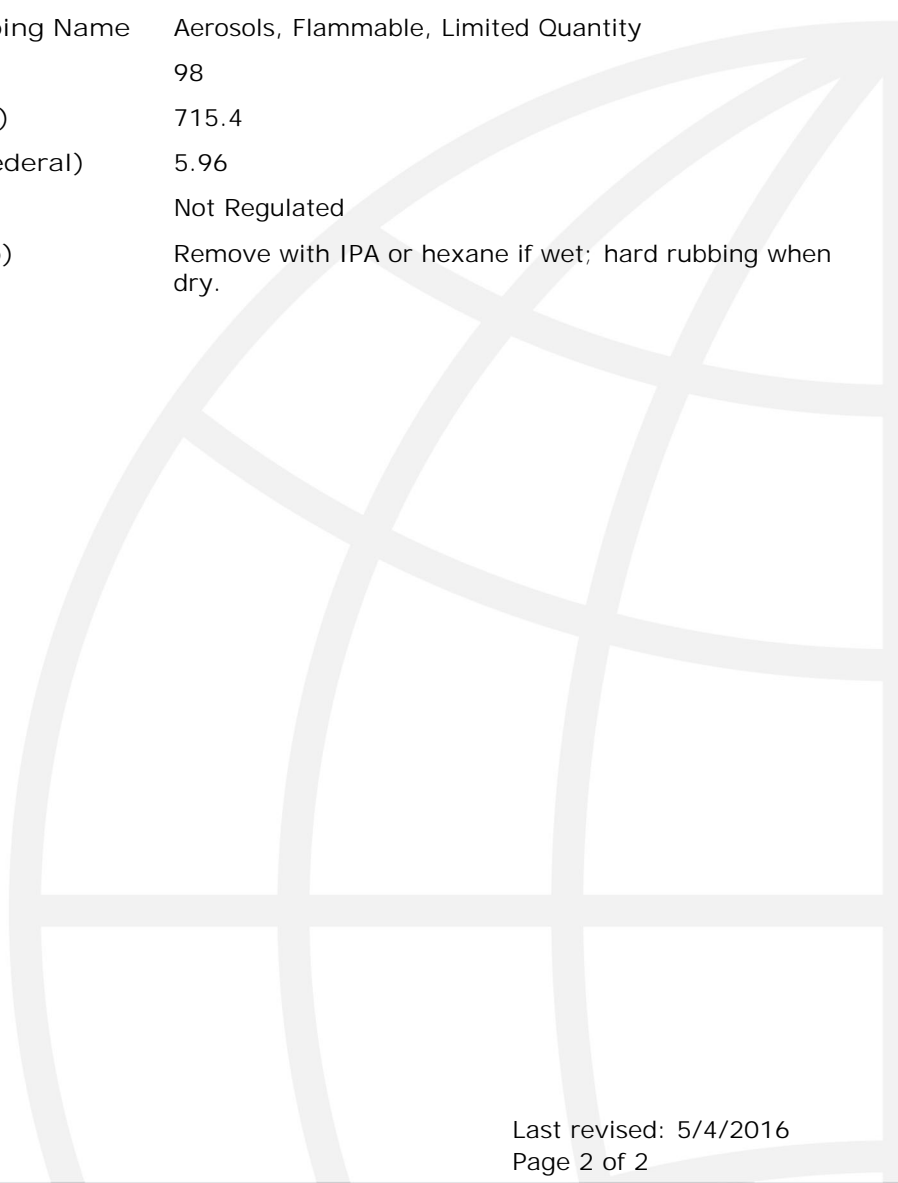 ing Name Aerosols, Flammable, Limited Quantity
98
) 715.4
ederal) 5.96
Not Regulated
) Remove with IPA or hexane if wet; hard rubbing when
dry.
Last revised: 5/4/2016
Page 2 of 2